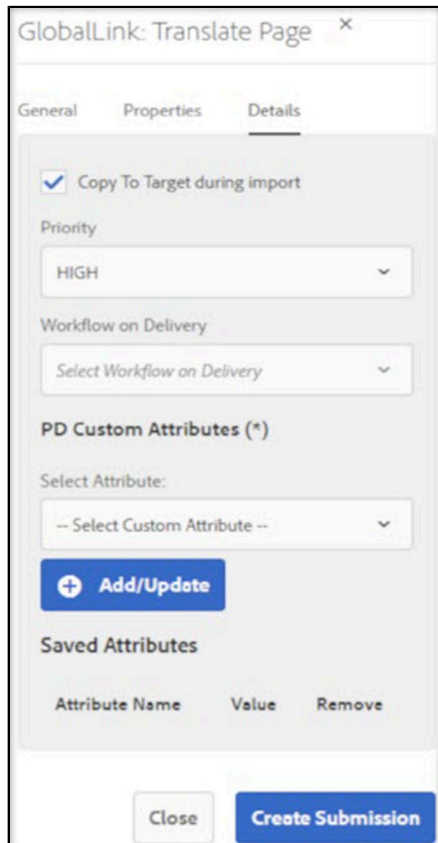 GlobalLink: Translate Page ×
General Properties Details
Copy To Target during import
Priority
HIGH
Workflow on Delivery
Select Workflow on Delivery
PD Custom Attributes (*)
Select Attribute:
-- Select Custom Attribute --
Add/Update
Saved Attributes
Attribute Name Value Remove
Close Create Submission